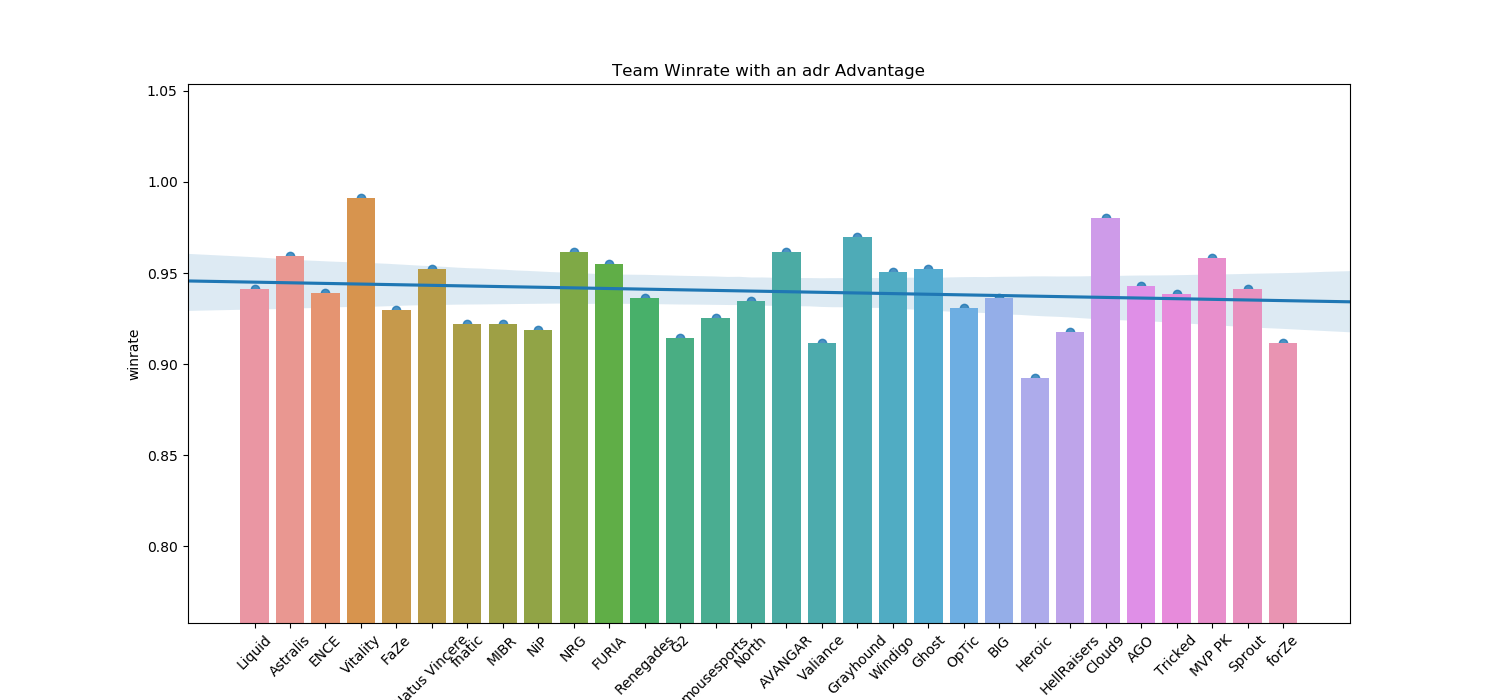 Team Winrate with an adr Advantage
1.05
1.00
0.95
0.90
0.85
0.80
winrate
Liquid
Astralis
ENCE
Vitality
FaZe
latus Vincere
fnatic
MIBR
NiP
NRG
FURIA
Renegades
G2
mousesports
North
AVANGAR
Valiance
Grayhound
Windigo
Ghost
OpTic
BIG
Heroic
HellRaisers
Cloud9
AGO
Tricked
MVP PK
Sprout
forZe